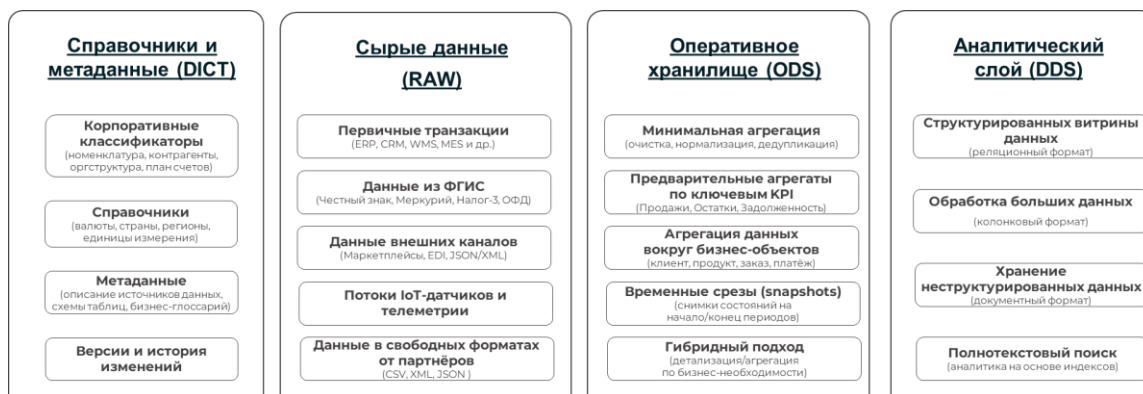 Справочники и
метаданные (DICT)
Корпоративные
классификаторы
(номенклатура, контрагенты,
оргструктура, план счетов)
Справочники
(валюты, страны, регионы,
единицы измерения)
Метаданные
(описание источников данных,
схемы таблиц, бизнес-глоссарий)
Версии и история
изменений
Сырые данные
(RAW)
Первичные транзакции
(ERP, CRM, WMS, MES и др.)
Данные из ФГИС
(Честный знак, Меркурий, Налог-3, ОФД)
Данные внешних каналов
(Маркетплейсы, EDI, JSON/XML)
Потоки IoT-датчиков и
телеметрии
Данные в свободных форматах
от партнёров
(CSV, XML, JSON )
Оперативное
хранилище (ODS)
Минимальная агрегация
(очистка, нормализация, дедупликация)
Предварительные агрегаты
по ключевым KPI
(Продажи, Остатки, Задолженность)
Агрегация данных
вокруг бизнес-объектов
(клиент, продукт, заказ, платёж)
Временные срезы (snapshots)
(снимки состояний на
начало/конец периодов)
Гибридный подход
(детализация/агрегация
по бизнес-необходимости)
Аналитический
слой (DDS)
Структурированных витрины
данных
(реляционный формат)
Обработка больших данных
(колонковый формат)
Хранение
неструктурированных данных
(документный формат)
Полнотекстовый поиск
(аналитика на основе индексов)